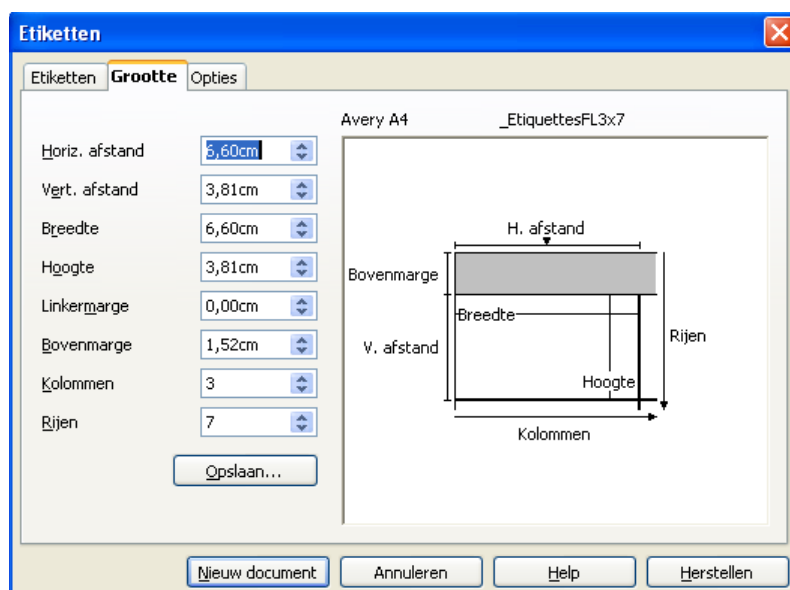 Etiketten
Etiketten Grootte Opties
Avery A4 _EtiquettesFL3x7
Horiz. afstand 6,60cm
Vert. afstand 3,81cm
Breedte 6,60cm
Hoogte 3,81cm
Linkermarge 0,00cm
Bovenmarge 1,52cm
Kolommen 3
Rijen 7
Opslaan...
H. afstand
Bovenmarge
Breedte
V. afstand
Rijen
Hoogte
Kolommen
Nieuw document Annuleren Help Herstellen